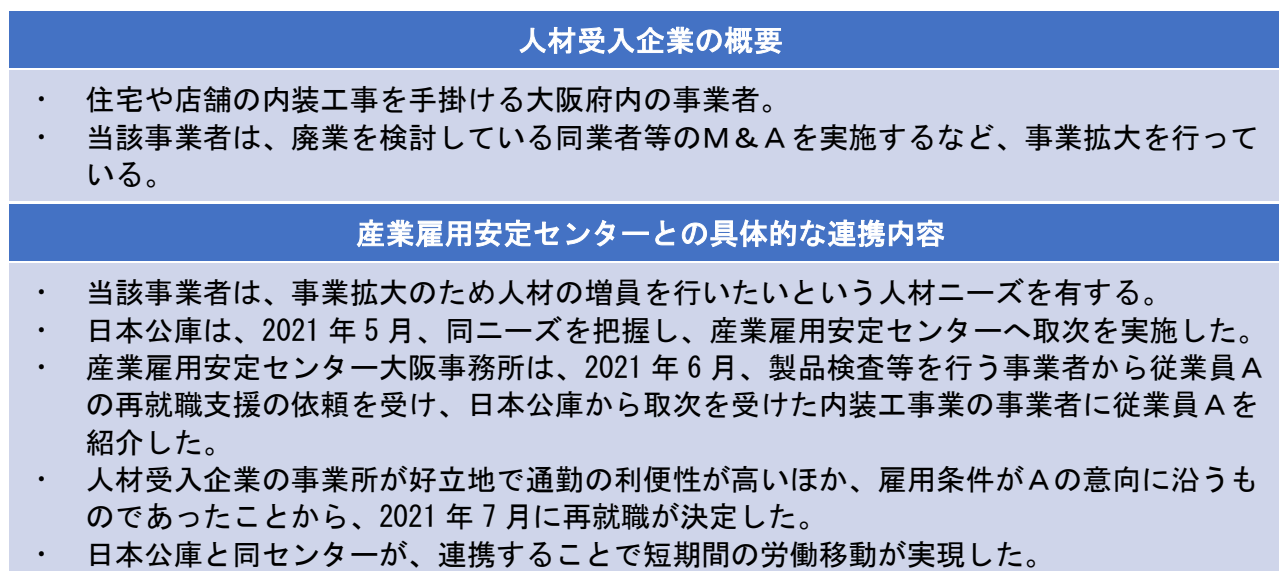 人材受入企業の概要
・ 住宅や店舗の内装工事を手掛ける大阪府内の事業者。
・ 当該事業者は、廃業を検討している同業者等のM＆Aを実施するなど、事業拡大を行って
いる。
産業雇用安定センターとの具体的な連携内容
・ 当該事業者は、事業拡大のため人材の増員を行いたいという人材ニーズを有する。
・ 日本公庫は、2021年5月、同ニーズを把握し、産業雇用安定センターへ取次を実施した。
・ 産業雇用安定センター大阪事務所は、2021年6月、製品検査等を行う事業者から従業員A
の再就職支援の依頼を受け、日本公庫から取次を受けた内装工事業の事業者に従業員Aを
紹介した。
・ 人材受入企業の事業所が好立地で通勤の利便性が高いほか、雇用条件がAの意向に沿うも
のであったことから、2021年7月に再就職が決定した。
・ 日本公庫と同センターが、連携することで短期間の労働移動が実現した。